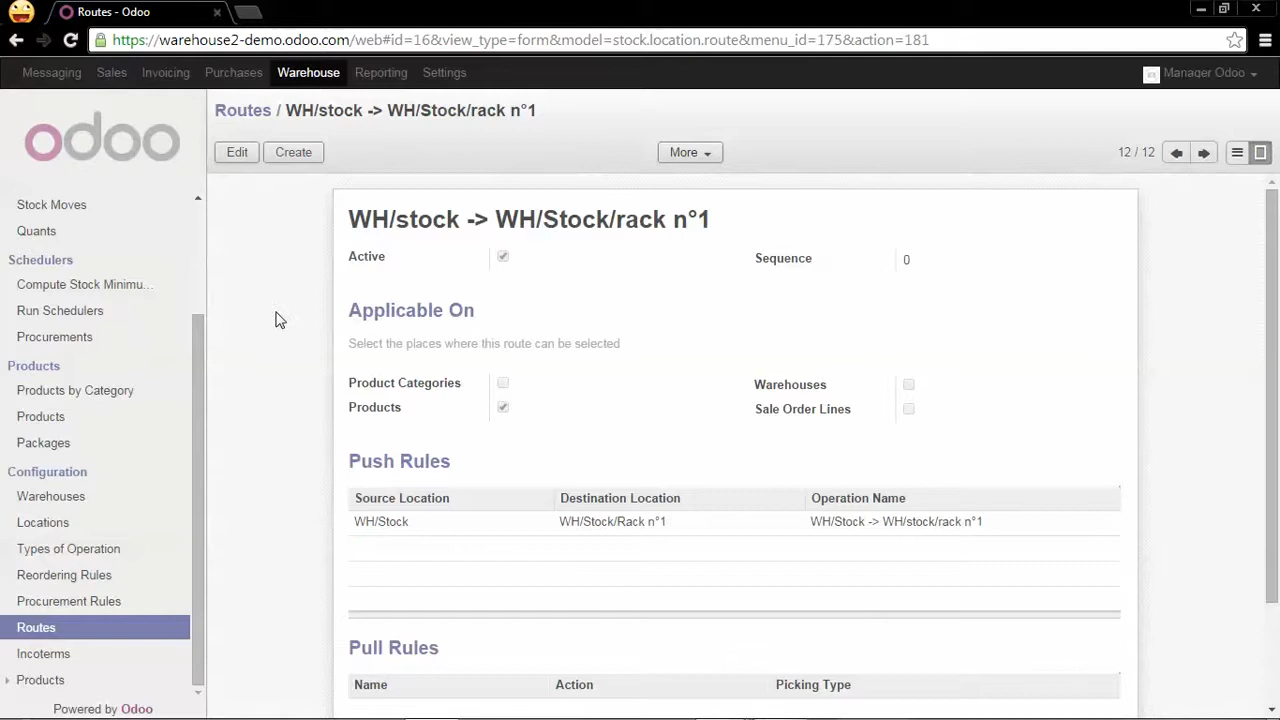 Routes - Odoo
https://warehouse2-demo.odoo.com/web#id=16&view_type=form&model=stock.location.route&menu_id=175&action=181
Messaging Sales Invoicing Purchases Warehouse Reporting Settings Manager Odoo
odoo
Routes / WH/stock -> WH/Stock/rack n°1
Edit Create More 12 / 12
Stock Moves
Quants
Schedulers
Compute Stock Minimu...
Run Schedulers
Procurements
Products
Products by Category
Products
Packages
Configuration
Warehouses
Locations
Types of Operation
Reordering Rules
Procurement Rules
Routes
Incoterms
Products
Powered by Odoo
WH/stock -> WH/Stock/rack n°1
Active Sequence 0
Applicable On
Select the places where this route can be selected
Product Categories Warehouses
Products Sale Order Lines
Push Rules
Source Location Destination Location Operation Name
WH/Stock WH/Stock/Rack n°1 WH/Stock -> WH/stock/rack n°1
Pull Rules
Name Action Picking Type